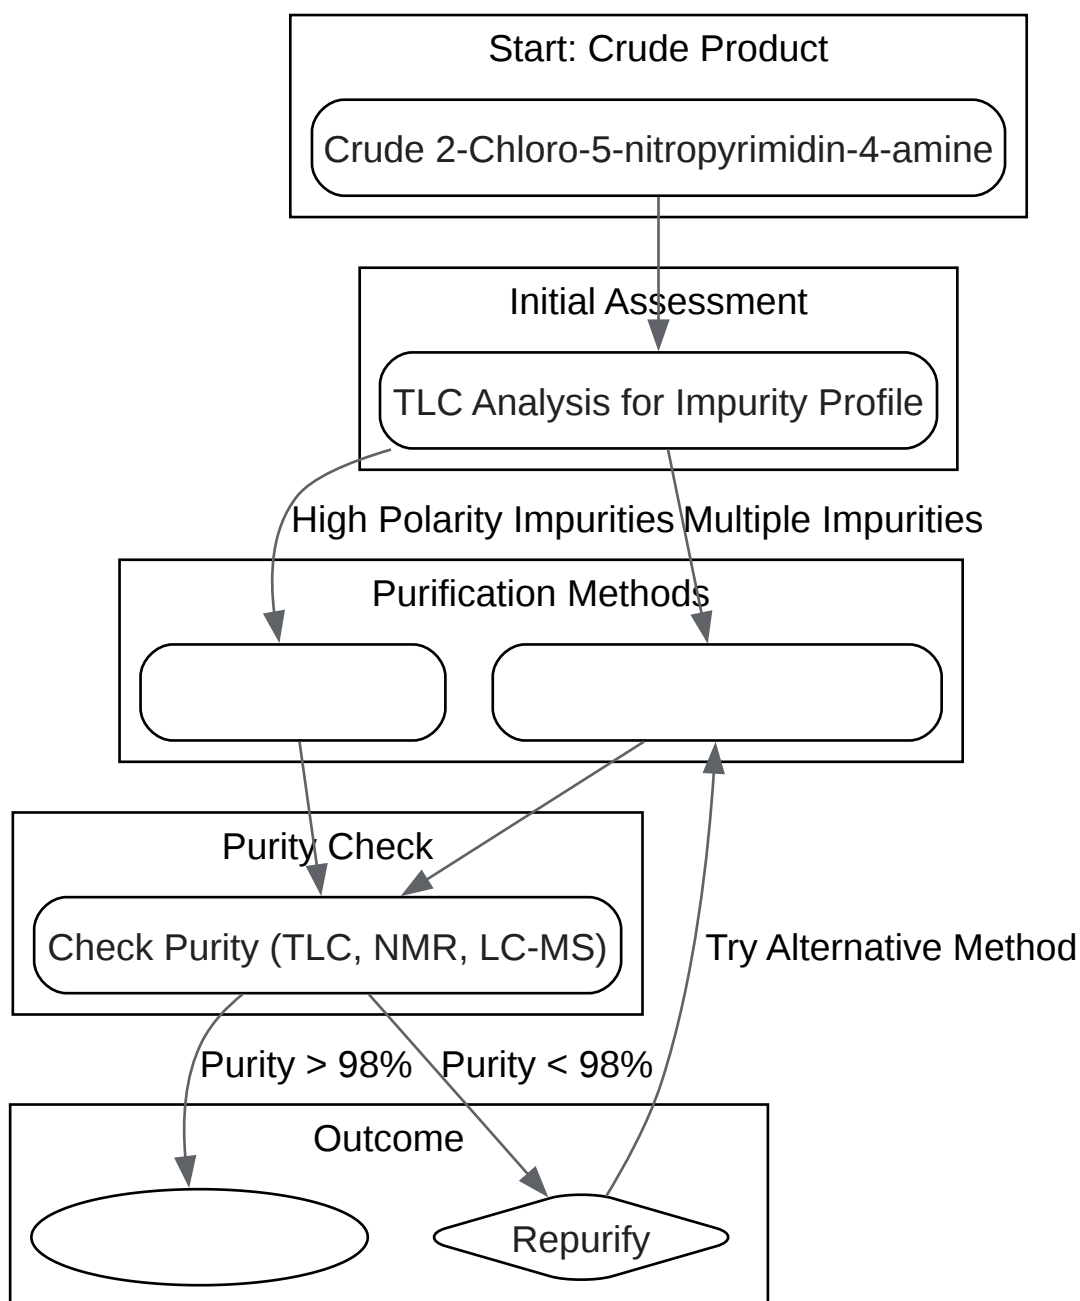 Start: Crude Product
Crude 2-Chloro-5-nitropyrimidin-4-amine
Initial Assessment
TLC Analysis for Impurity Profile
High Polarity Impurities
Multiple Impurities
Purification Methods
Purity Check
Check Purity (TLC, NMR, LC-MS)
Try Alternative Method
Purity > 98%
Purity < 98%
Outcome
Repurify